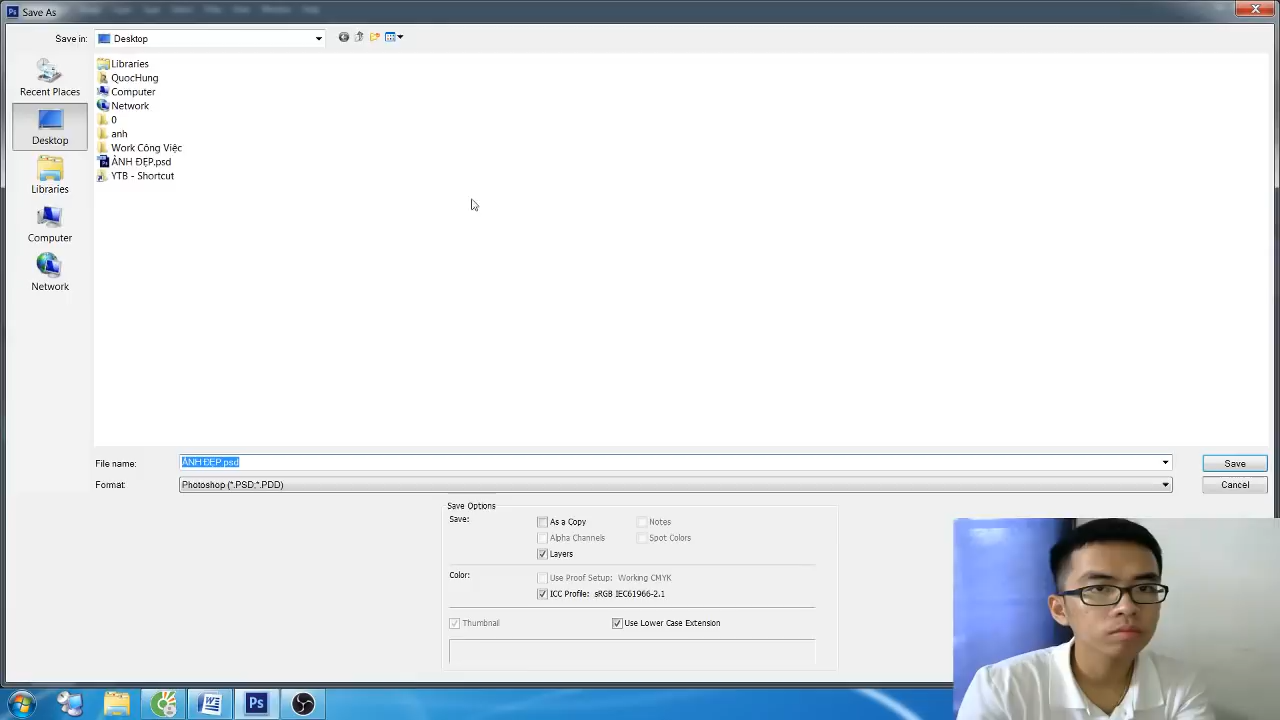 Save As
Save in:
Desktop
Recent Places
Desktop
Libraries
Computer
Network
Libraries
QuocHung
Computer
Network
0
anh
Work Công Việc
ẢNH ĐẸP.psd
YTB - Shortcut
File name:
ẢNH ĐẸP.psd
Save
Format:
Photoshop (*.PSD;*.PDD)
Cancel
Save Options
Save:
As a Copy
Notes
Alpha Channels
Spot Colors
Layers
Color:
Use Proof Setup: Working CMYK
ICC Profile: sRGB IEC61966-2.1
Thumbnail
Use Lower Case Extension
Ps